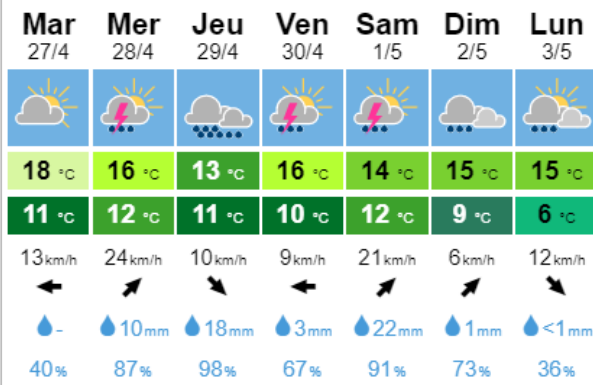 Mar Mer Jeu Ven Sam Dim Lun
27/4 28/4 29/4 30/4 1/5 2/5 3/5
18 °C 16 °C 13 °C 16 °C 14 °C 15 °C 15 °C
11 °C 12 °C 11 °C 10 °C 12 °C 9 °C 6 °C
13km/h 24km/h 10km/h 9km/h 21km/h 6km/h 12km/h
- 10mm 18mm 3mm 22mm 1mm <1mm
40% 87% 98% 67% 91% 73% 36%